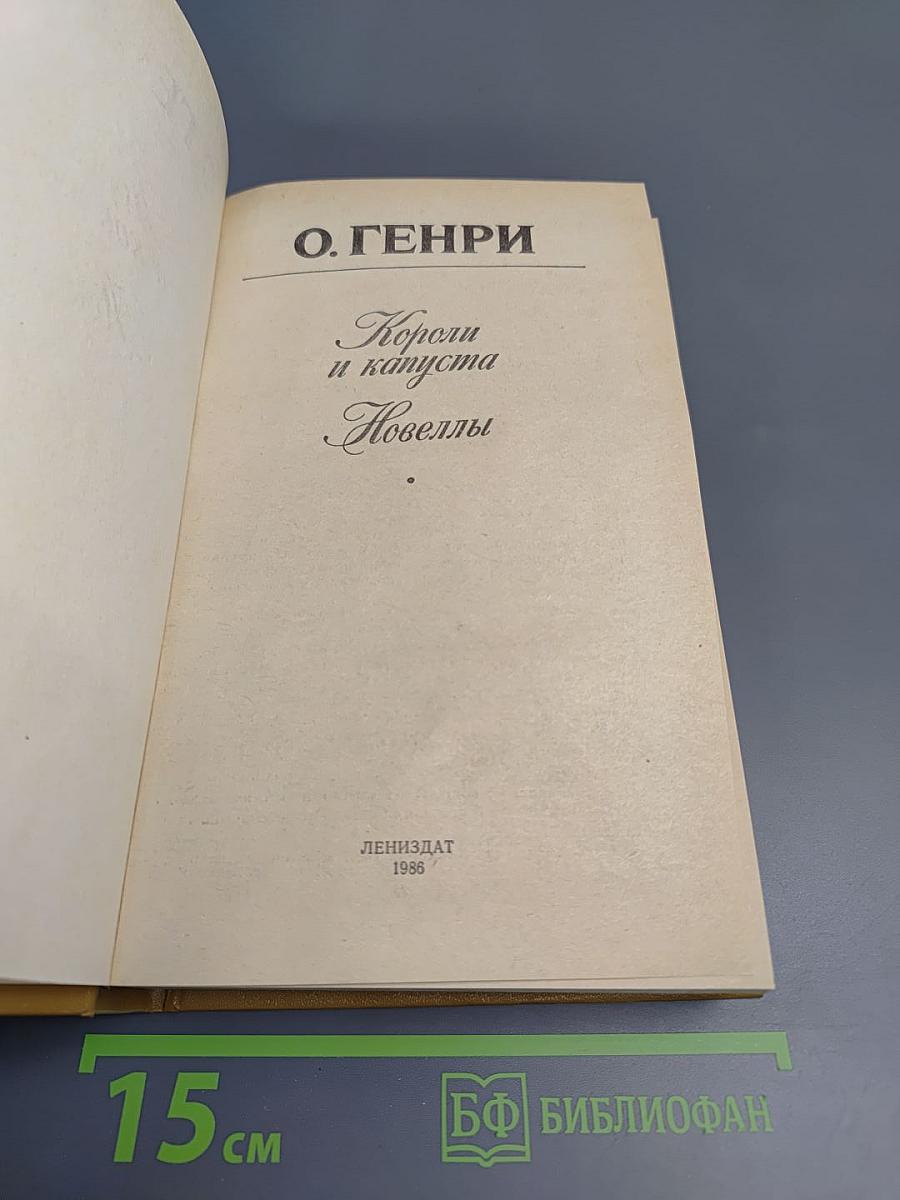 О. ГЕНРИ
Короли
и капуста
Новеллы
ЛЕНИЗДАТ
1986
15 см
БФ БИБЛИОФАН